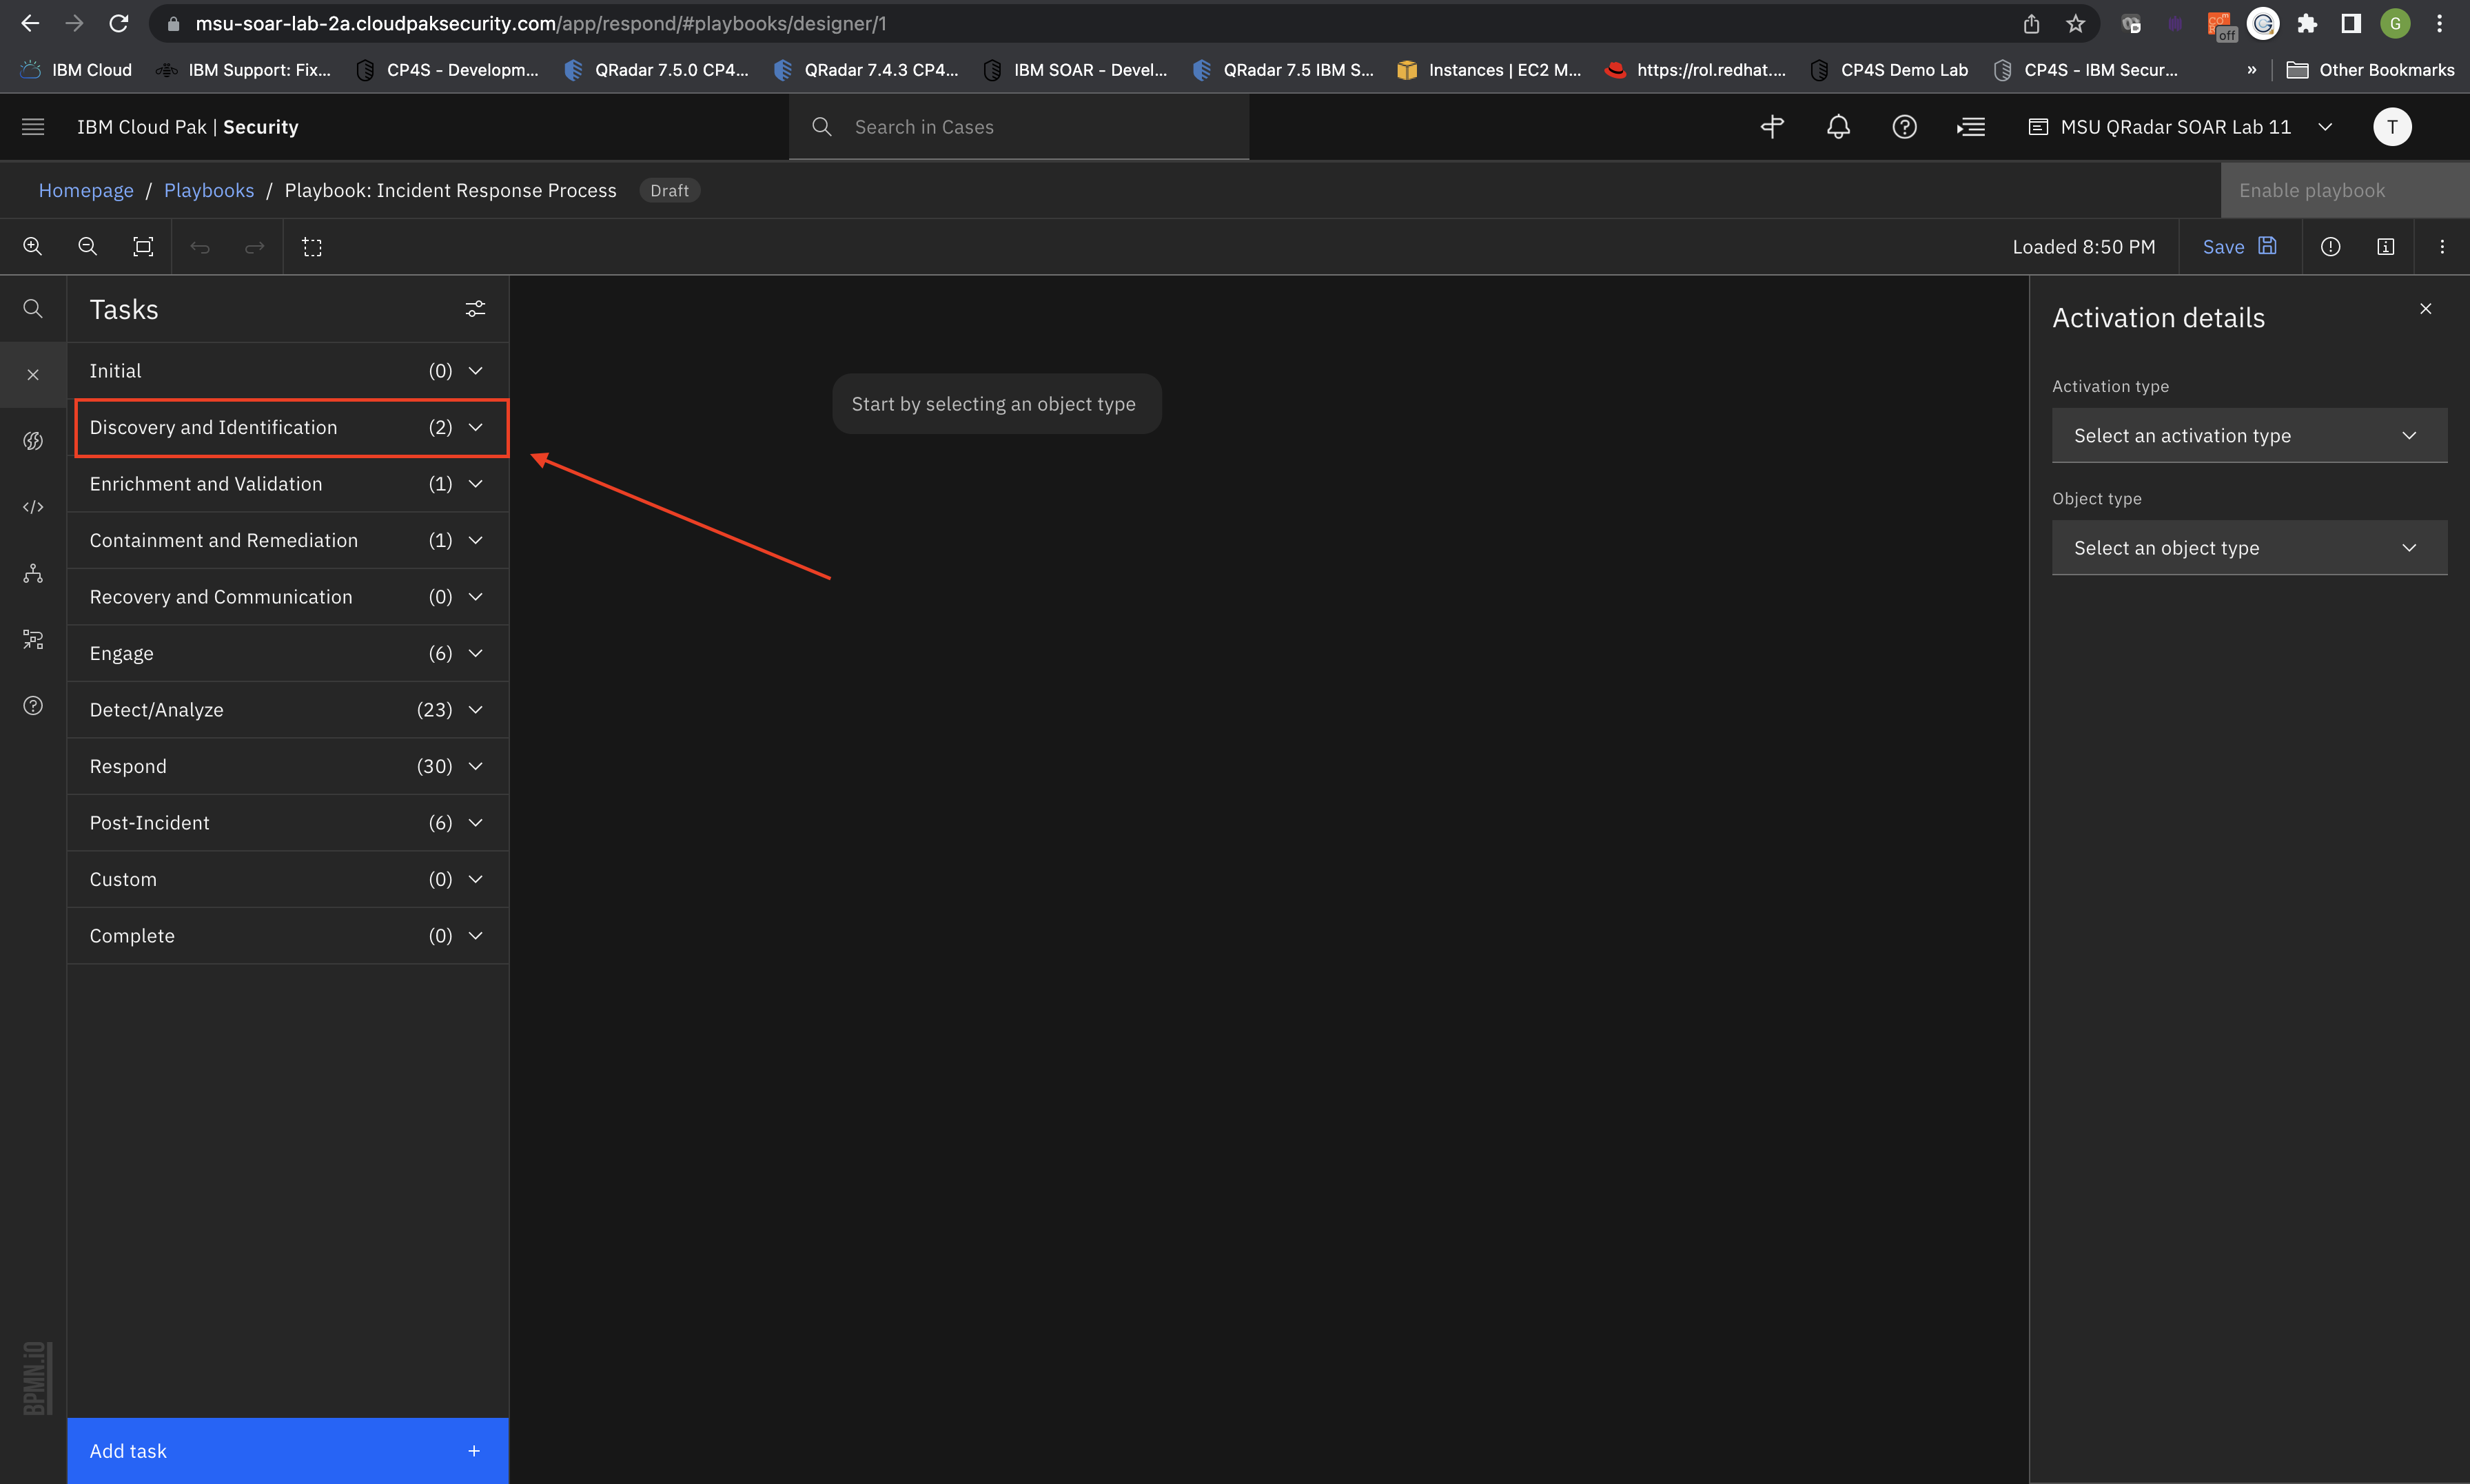 msu-soar-lab-2a.cloudpaksecurity.com/app/respond/#playbooks/designer/1
off
G
IBM Cloud
IBM Support: Fix...
CP4S - Developm...
QRadar 7.5.0 CP4...
QRadar 7.4.3 CP4...
IBM SOAR - Devel...
QRadar 7.5 IBM S...
Instances | EC2 M...
https://rol.redhat....
CP4S Demo Lab
CP4S - IBM Secur...
»
Other Bookmarks
IBM Cloud Pak | Security
Search in Cases
MSU QRadar SOAR Lab 11
T
Homepage / Playbooks / Playbook: Incident Response Process
Draft
Enable playbook
Loaded 8:50 PM
Save
Tasks
Initial (0)
Discovery and Identification (2)
Enrichment and Validation (1)
Containment and Remediation (1)
Recovery and Communication (0)
Engage (6)
Detect/Analyze (23)
Respond (30)
Post-Incident (6)
Custom (0)
Complete (0)
Add task +
BPMN.iO
Start by selecting an object type
Activation details
Activation type
Select an activation type
Object type
Select an object type